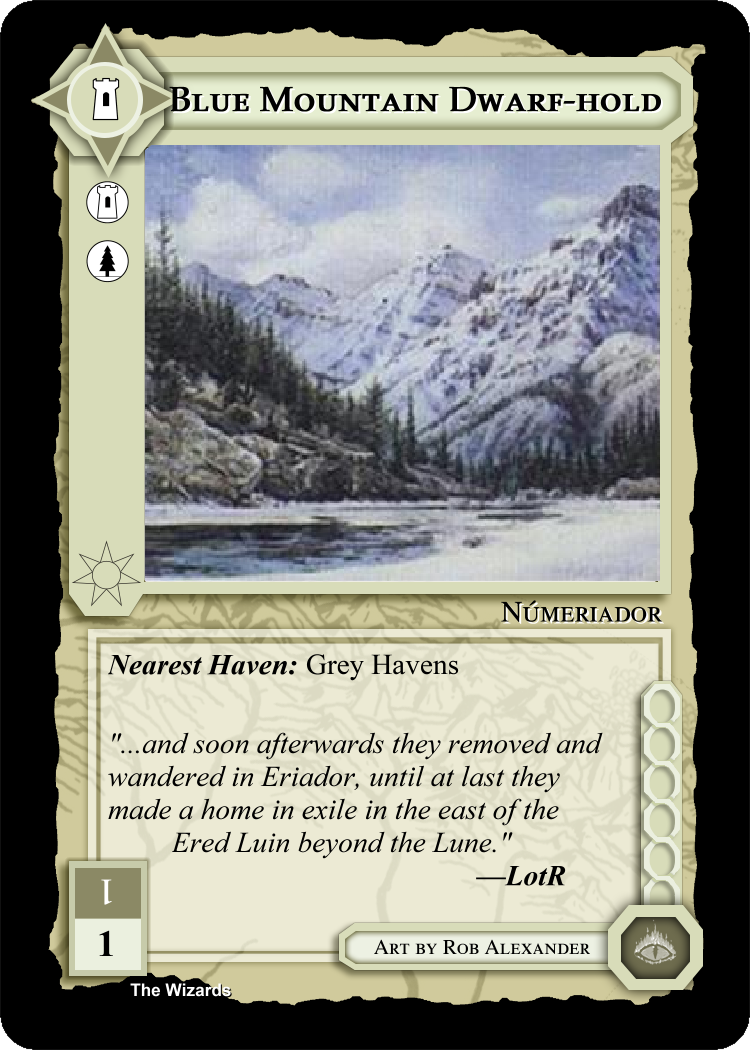 Blue Mountain Dwarf-hold
Númeriador
Nearest Haven: Grey Havens
"...and soon afterwards they removed and
wandered in Eriador, until at last they
made a home in exile in the east of the
Ered Luin beyond the Lune."
—LotR
1
1
Art by Rob Alexander
The Wizards